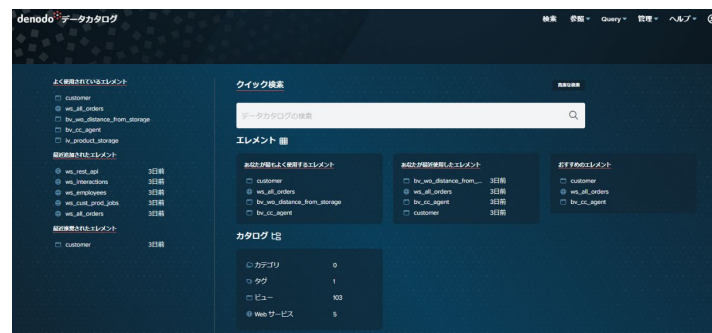 denodo データカタログ
検索 参照 Query 管理 ヘルプ
よく使用されているエレメント
customer
ws_all_orders
bv_wo_distance_from_storage
bv_cc_agent
iv_product_storage
最近追加されたエレメント
ws_rest_api 3日前
ws_interactions 3日前
ws_employees 3日前
ws_cust_prod_jobs 3日前
ws_all_orders 3日前
最近変更されたエレメント
customer 3日前
クイック検索
高度な検索
データカタログの検索
エレメント
あなたが最もよく使用するエレメント
customer
ws_all_orders
bv_wo_distance_from_storage
bv_cc_agent
あなたが最近使用したエレメント
bv_wo_distance_from_... 3日前
ws_all_orders 3日前
bv_cc_agent 3日前
customer 3日前
おすすめのエレメント
customer
ws_all_orders
bv_cc_agent
カタログ
カテゴリ 0
タグ 1
ビュー 103
Web サービス 5